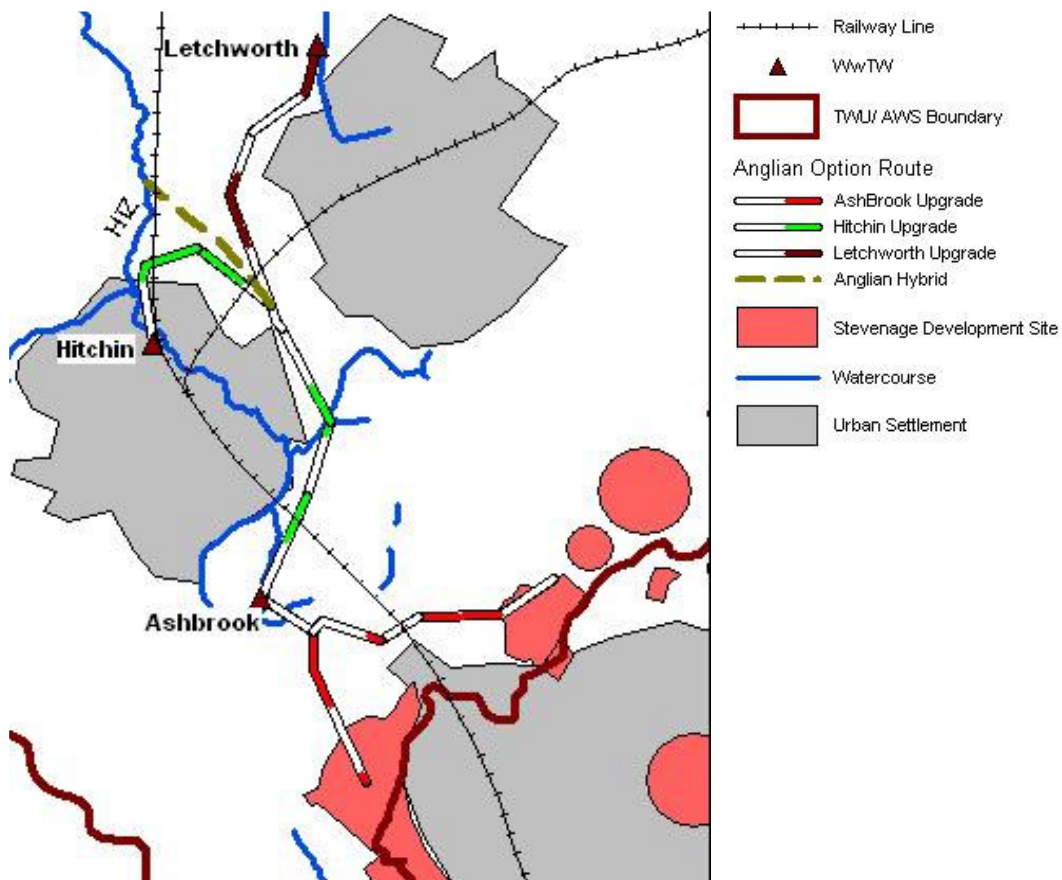 Letchworth
HR
Hitchin
Ashbrook
Railway Line
WwTW
TWU/ AWS Boundary
Anglian Option Route
AshBrook Upgrade
Hitchin Upgrade
Letchworth Upgrade
Anglian Hybrid
Stevenage Development Site
Watercourse
Urban Settlement